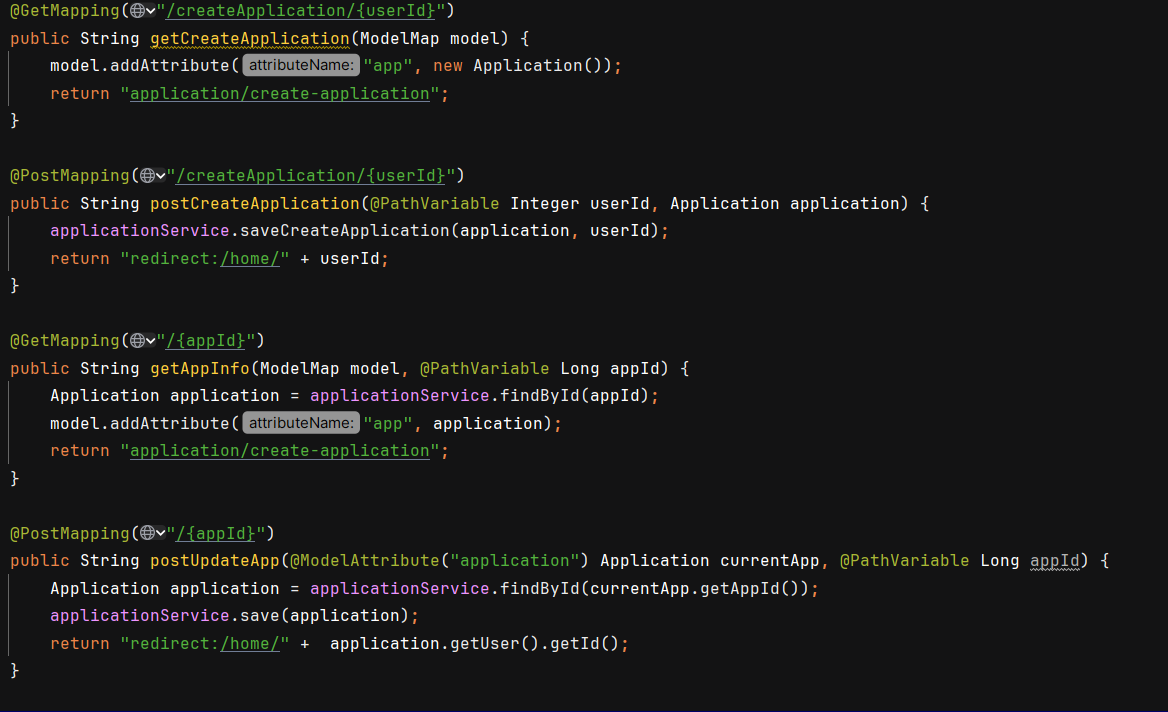 @GetMapping("/createApplication/{userId}")
public String getCreateApplication(ModelMap model) {
    model.addAttribute( attributeName: "app", new Application());
    return "application/create-application";
}

@PostMapping("/createApplication/{userId}")
public String postCreateApplication(@PathVariable Integer userId, Application application) {
    applicationService.saveCreateApplication(application, userId);
    return "redirect:/home/" + userId;
}

@GetMapping("/{appId}")
public String getAppInfo(ModelMap model, @PathVariable Long appId) {
    Application application = applicationService.findById(appId);
    model.addAttribute( attributeName: "app", application);
    return "application/create-application";
}

@PostMapping("/{appId}")
public String postUpdateApp(@ModelAttribute("application") Application currentApp, @PathVariable Long appId) {
    Application application = applicationService.findById(currentApp.getAppId());
    applicationService.save(application);
    return "redirect:/home/" +  application.getUser().getId();
}